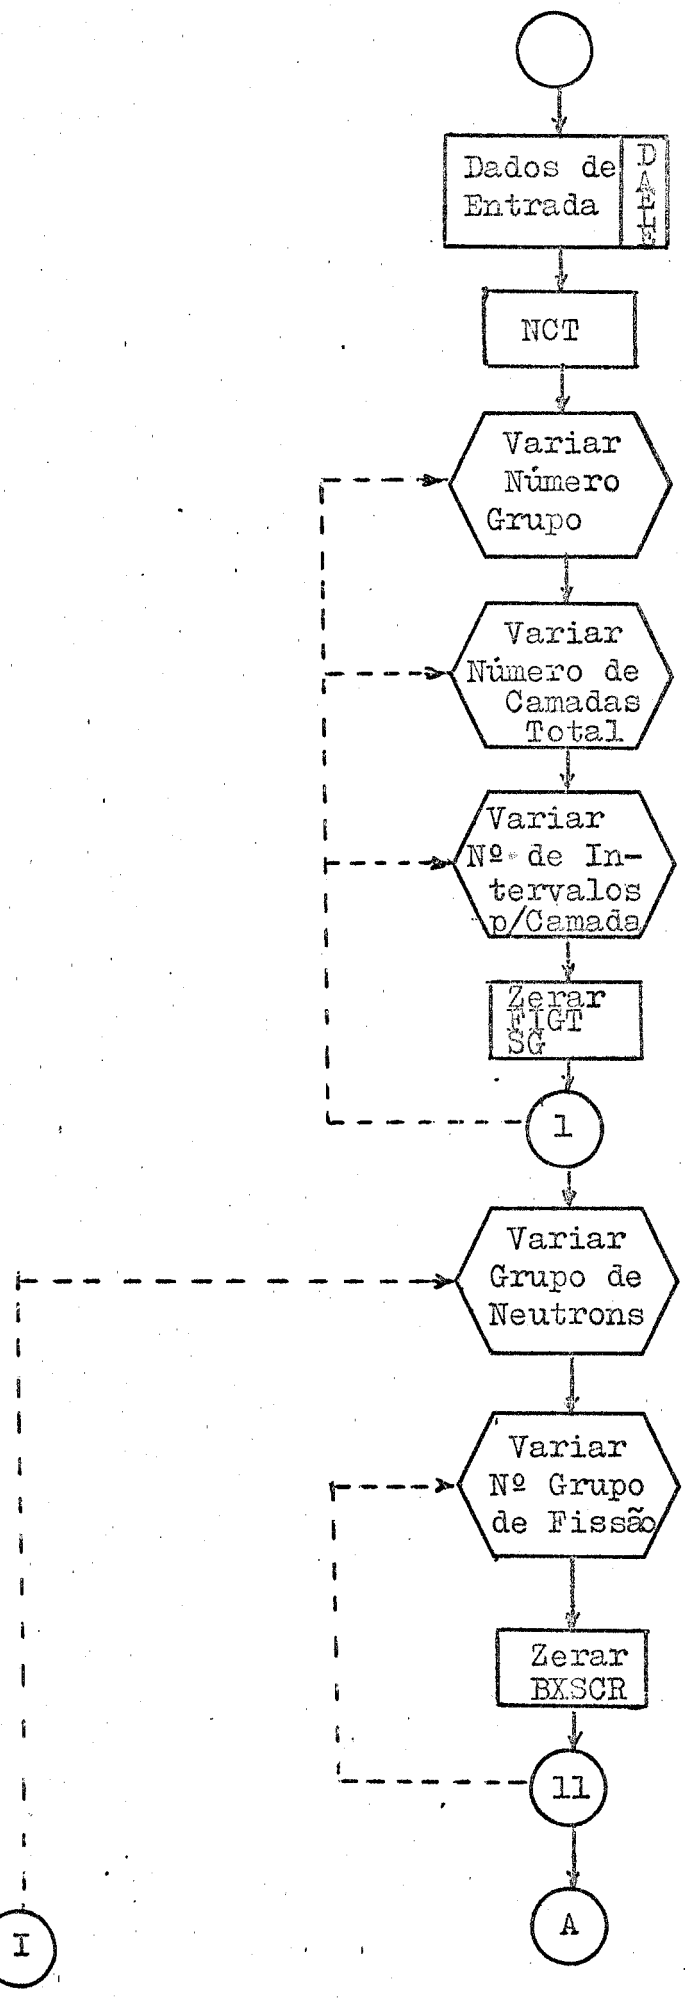 Dados de
Entrada
DAELE
NCT
Variar
Número
Grupo
Variar
Número de
Camadas
Total
Variar
Nº de In-
tervalos
p/Camada
Zerar
FIGT
SG
1
Variar
Grupo de
Neutrons
Variar
Nº Grupo
de Fissão
Zerar
BXSCR
11
A
I